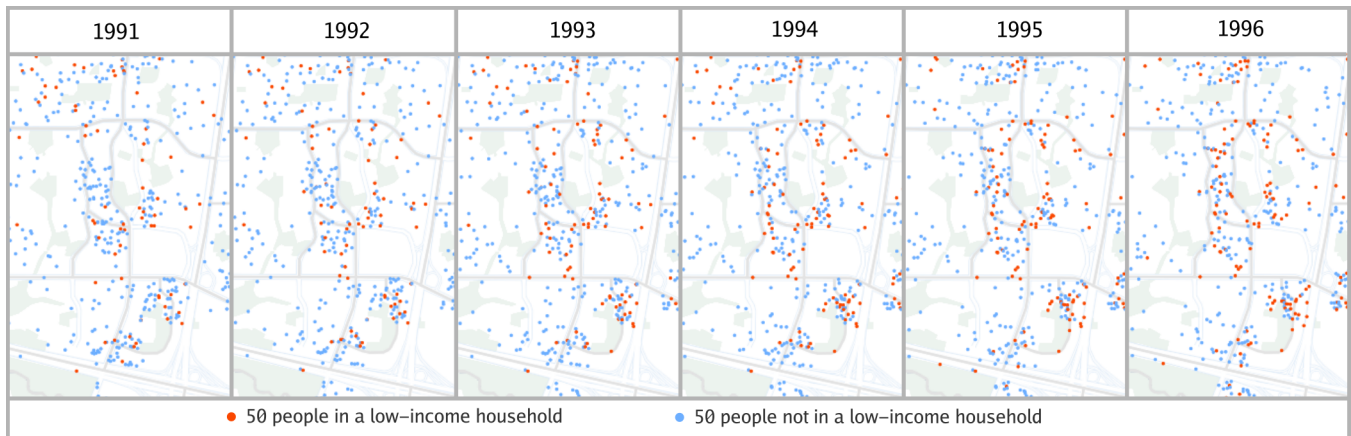 1991 1992 1993 1994 1995 1996
50 people in a low-income household 50 people not in a low-income household